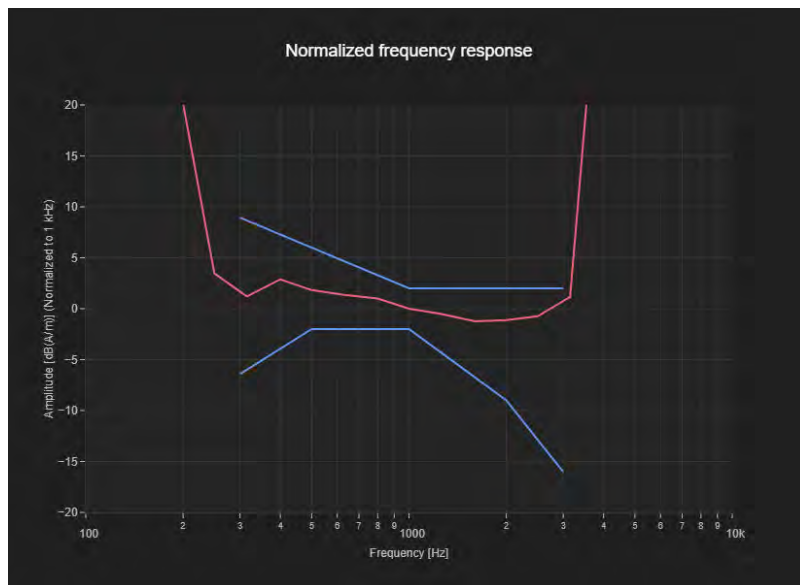 Normalized frequency response
Amplitude [dB(A/m)] (Normalized to 1 kHz)
20
15
10
5
0
−5
−10
−15
−20
100 2 3 4 5 6 7 8 9 1000 2 3 4 5 6 7 8 9 10k
Frequency [Hz]